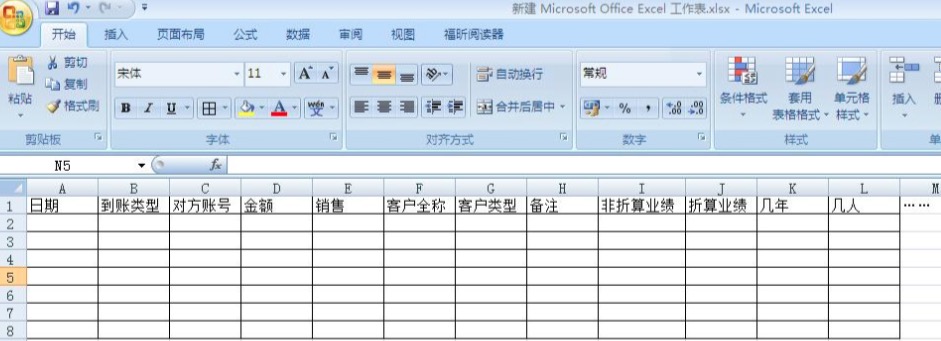 新建 Microsoft Office Excel 工作表.xlsx - Microsoft Excel
开始 插入 页面布局 公式 数据 审阅 视图 福昕阅读器
剪切
复制
格式刷
粘贴
剪贴板
宋体 11
B I U A
wén
字体
自动换行
合并后居中
对齐方式
常规
% ,
数字
条件格式
套用
表格格式
单元格
样式
样式
插入
N5 fx
A B C D E F G H I J K L M
1 日期 到账类型 对方账号 金额 销售 客户全称 客户类型 备注 非折算业绩 折算业绩 几年 几人 ……
2
3
4
5
6
7
8